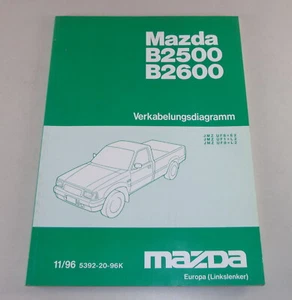 Mazda
B2500
B2600
Verkabelungsdiagramm
11/96 5392-20-96K
mazda
Europa (Linkslenker)